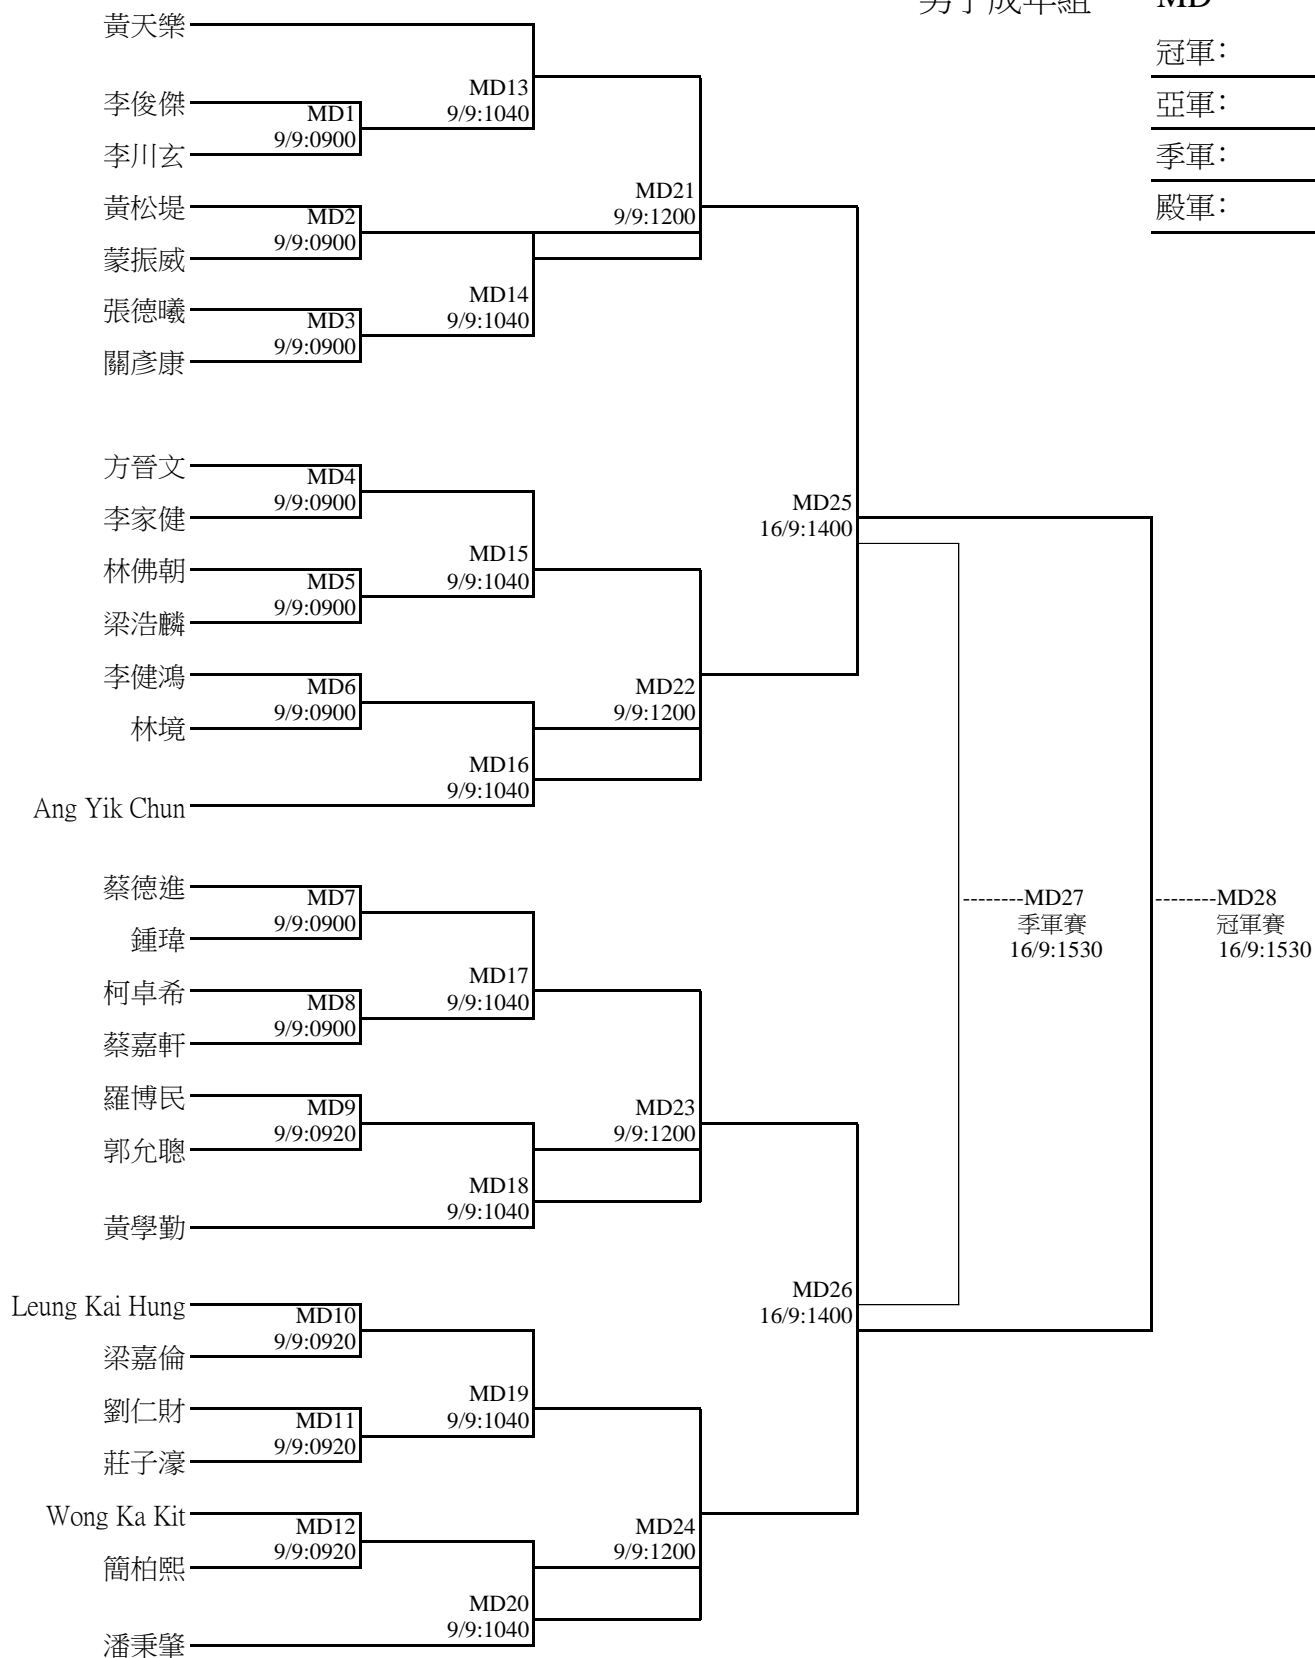 男子成年組 MD
冠軍：
亞軍：
季軍：
殿軍：
黃天樂
MD13
9/9:1040
李俊傑
MD1
9/9:0900
李川玄
黃松堤
MD2
9/9:0900
蒙振威
MD21
9/9:1200
張德曦
MD3
9/9:0900
關彥康
MD14
9/9:1040
方晉文
MD4
9/9:0900
李家健
MD25
16/9:1400
林佛朝
MD5
9/9:0900
梁浩麟
MD15
9/9:1040
李健鴻
MD6
9/9:0900
林境
MD22
9/9:1200
MD16
9/9:1040
Ang Yik Chun
蔡德進
MD7
9/9:0900
鍾瑋
--------MD27
季軍賽
16/9:1530
--------MD28
冠軍賽
16/9:1530
柯卓希
MD8
9/9:0900
蔡嘉軒
MD17
9/9:1040
羅博民
MD9
9/9:0920
郭允聰
MD23
9/9:1200
MD18
9/9:1040
黃學勤
Leung Kai Hung
MD10
9/9:0920
梁嘉倫
MD26
16/9:1400
劉仁財
MD11
9/9:0920
莊子濠
MD19
9/9:1040
Wong Ka Kit
MD12
9/9:0920
簡柏熙
MD24
9/9:1200
MD20
9/9:1040
潘秉肇